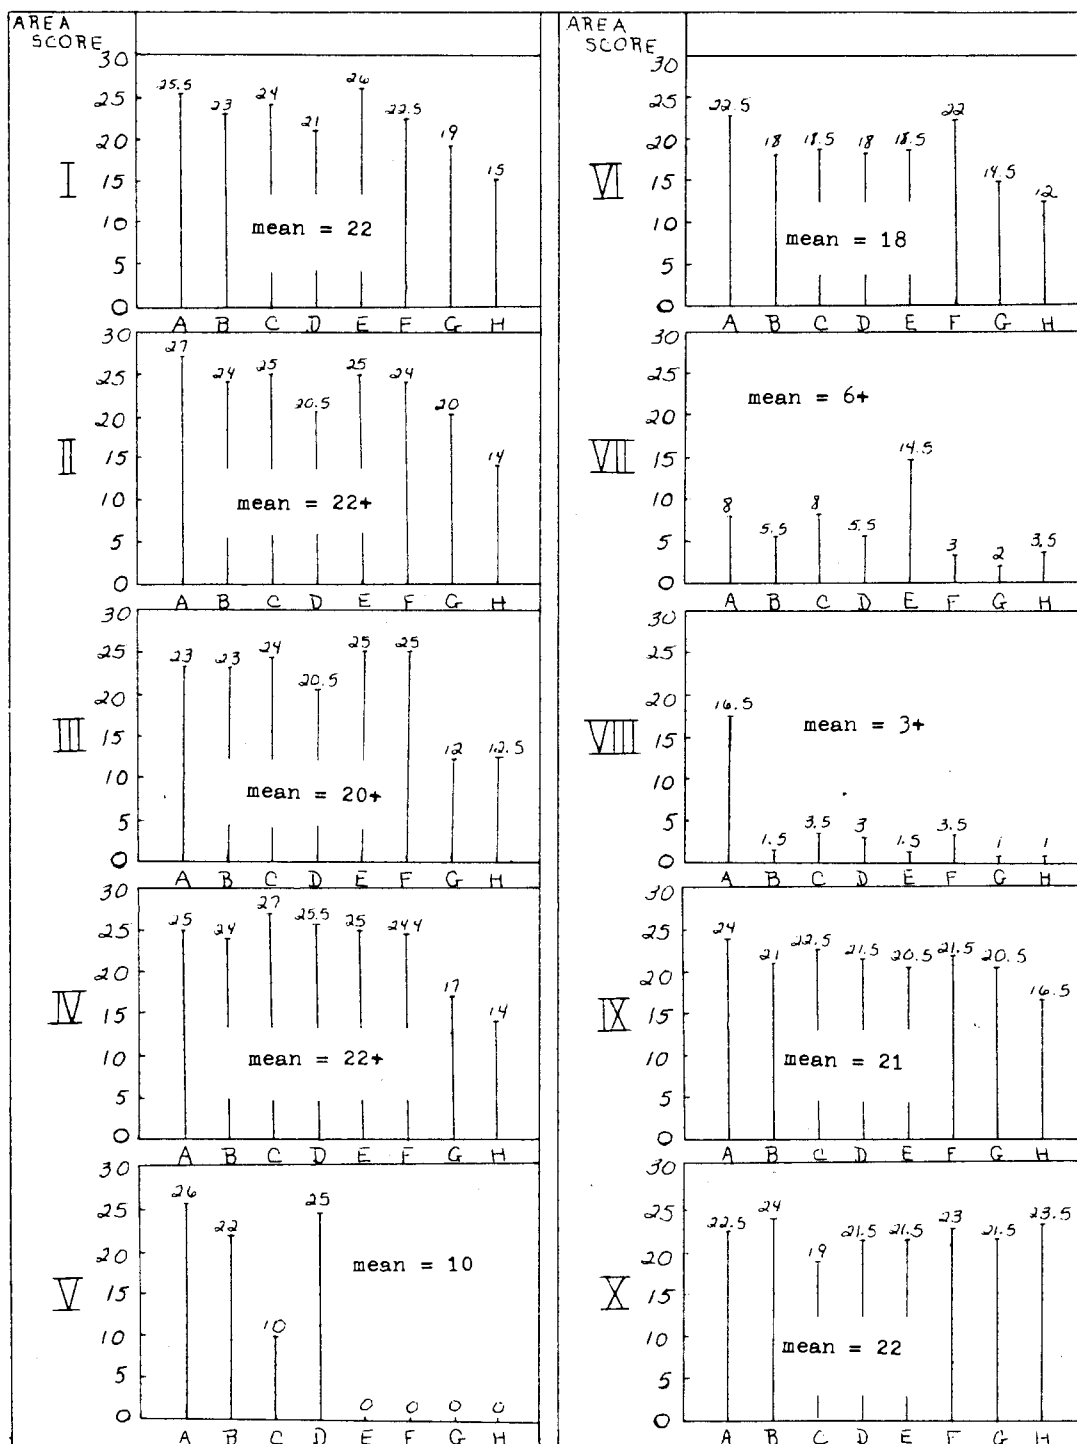 AREA
SCORE
I
30
25
20
15
10
5
0
25.5 23 24 21 26 22.5 19 15
mean = 22
A B C D E F G H
II
30
25
20
15
10
5
0
27 24 25 20.5 25 24 20 14
mean = 22+
A B C D E F G H
III
30
25
20
15
10
5
0
23 23 24 20.5 25 25 12 12.5
mean = 20+
A B C D E F G H
IV
30
25
20
15
10
5
0
25 24 27 25.5 25 24.4 17 14
mean = 22+
A B C D E F G H
V
30
25
20
15
10
5
0
26 22 10 25 0 0 0 0
mean = 10
A B C D E F G H
AREA
SCORE
VI
30
25
20
15
10
5
0
22.5 18 18.5 18 18.5 22 14.5 12
mean = 18
A B C D E F G H
VII
30
25
20
15
10
5
0
mean = 6+
8 5.5 8 5.5 14.5 3 2 3.5
A B C D E F G H
VIII
30
25
20
15
10
5
0
mean = 3+
16.5 1.5 3.5 3 1.5 3.5 1 1
A B C D E F G H
IX
30
25
20
15
10
5
0
24 21 22.5 21.5 20.5 21.5 20.5 16.5
mean = 21
A B C D E F G H
X
30
25
20
15
10
5
0
22.5 24 19 21.5 21.5 23 21.5 23.5
mean = 22
A B C D E F G H